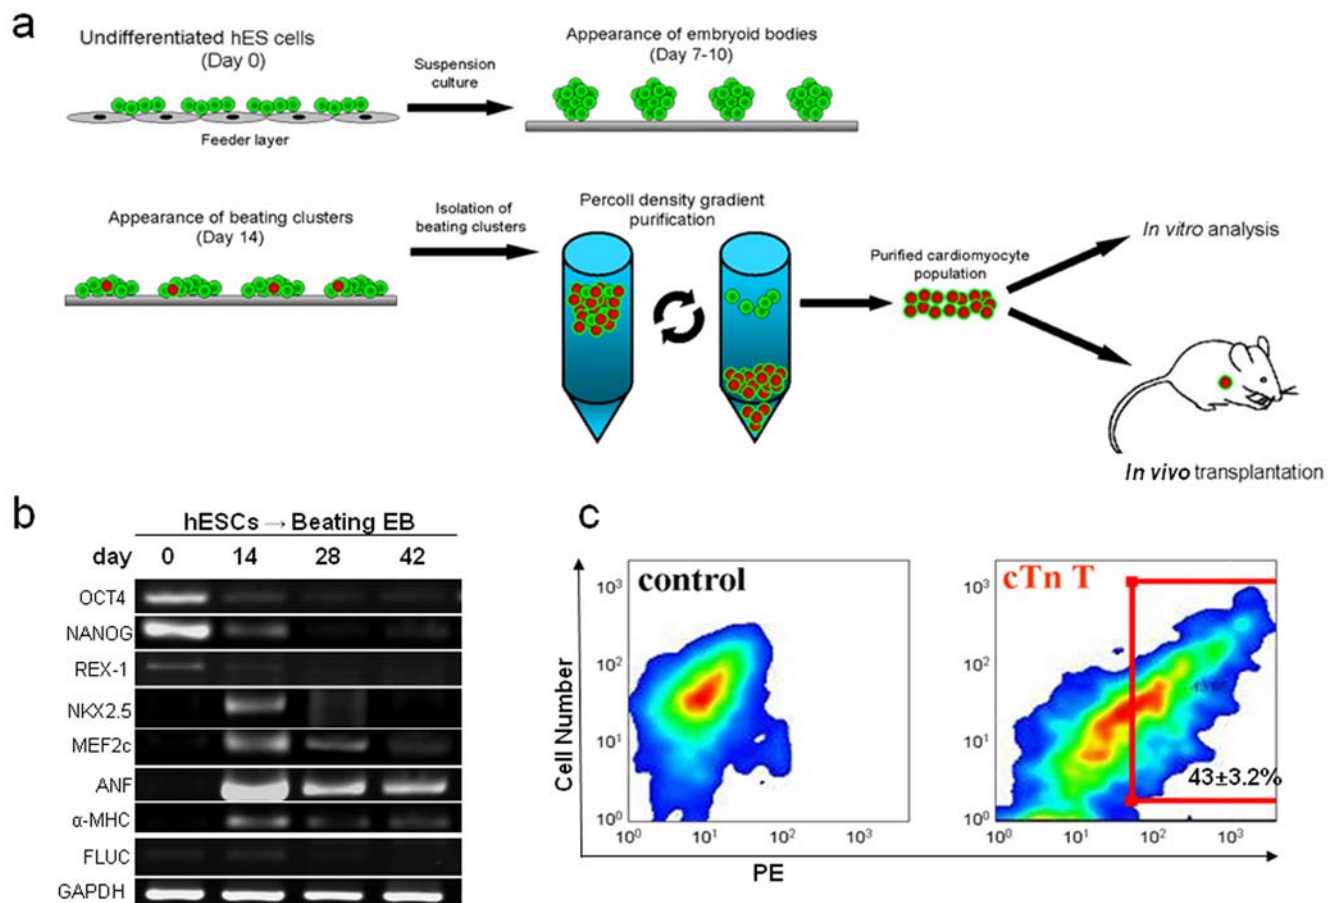 a
Undifferentiated hES cells
(Day 0)
Suspension
culture
Appearance of embryoid bodies
(Day 7-10)
Feeder layer
Appearance of beating clusters
(Day 14)
Isolation of
beating clusters
Percoll density gradient
purification
Purified cardiomyocyte
population
In vitro analysis
In vivo transplantation
b
hESCs → Beating EB
day 0 14 28 42
OCT4
NANOG
REX-1
NKX2.5
MEF2c
ANF
α-MHC
FLUC
GAPDH
c
Cell Number
control
10³
10²
10¹
10⁰
10⁰ 10¹ 10² 10³
cTn T
10³
10²
10¹
10⁰
43±3.2%
10⁰ 10¹ 10² 10³
PE